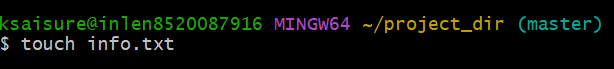 ksaisure@inlen8520087916 MINGW64 ~/project_dir (master)
$ touch info.txt